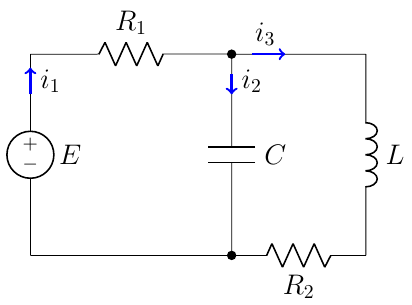 R₁
i₃
i₁
i₂
+
−
E
C
L
R₂